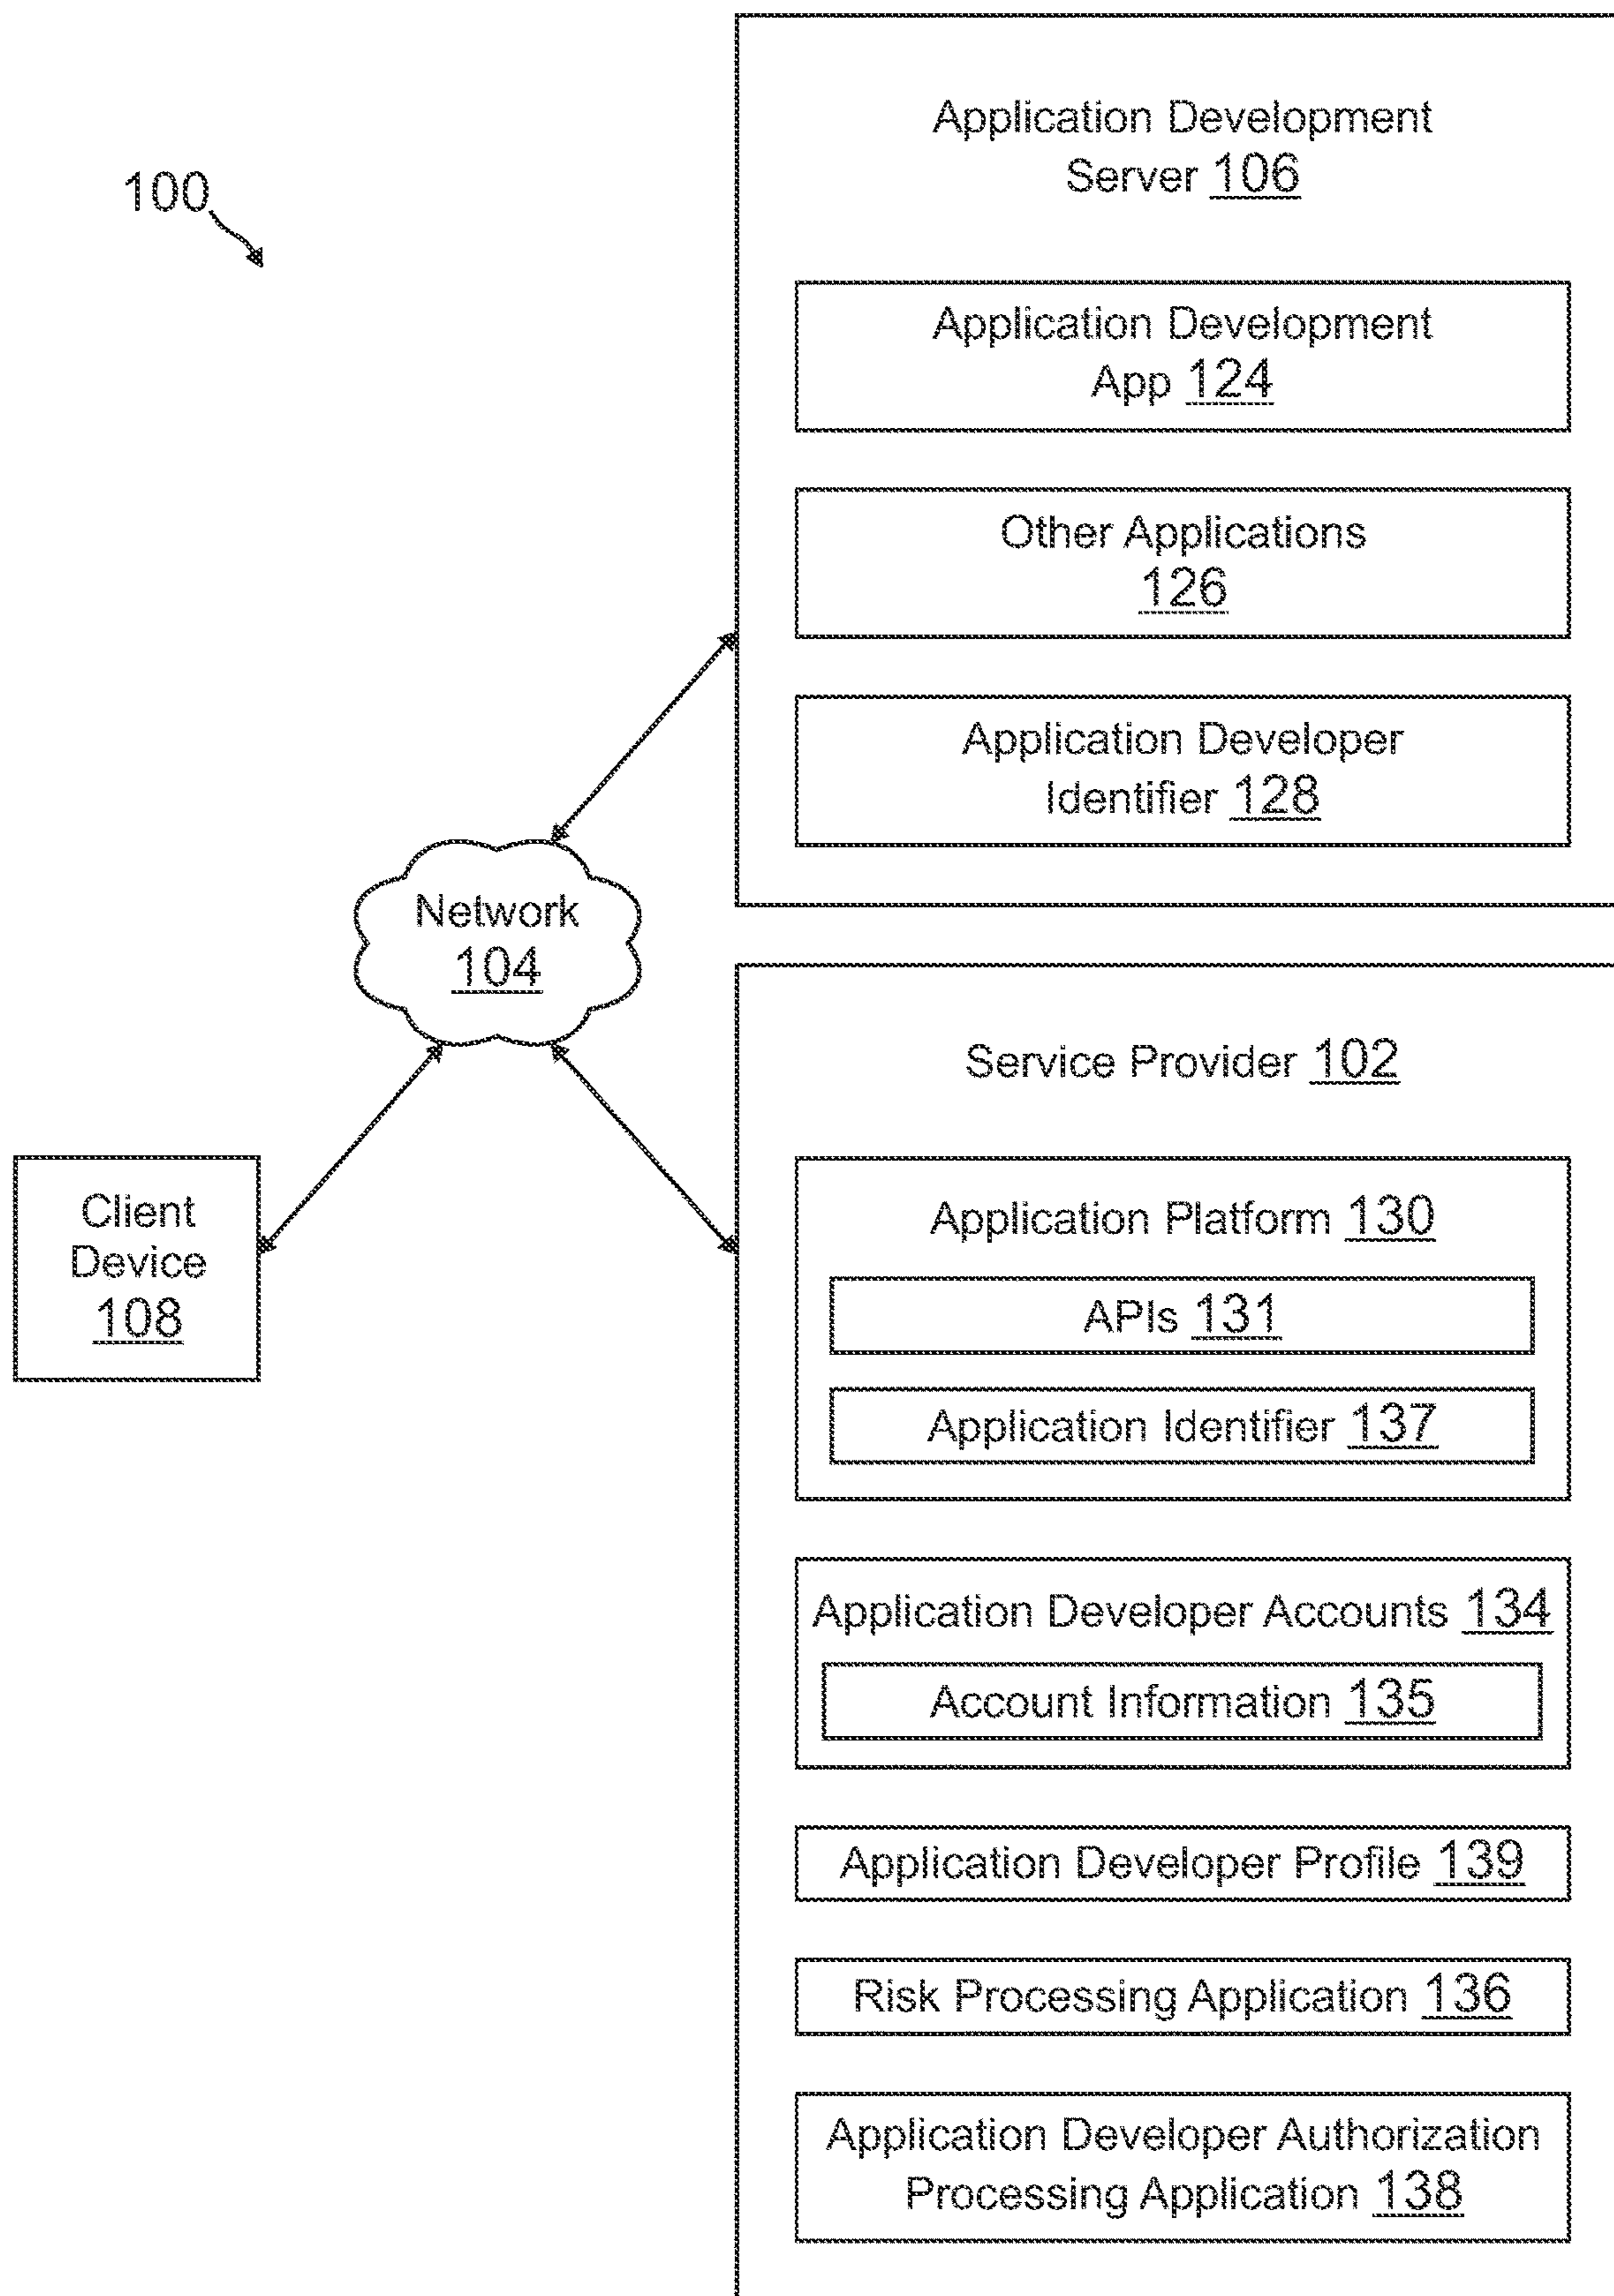 100
Application Development
Server 106
Application Development
App 124
Other Applications
126
Application Developer
Identifier 128
Network
104
Client
Device
108
Service Provider 102
Application Platform 130
APIs 131
Application Identifier 137
Application Developer Accounts 134
Account Information 135
Application Developer Profile 139
Risk Processing Application 136
Application Developer Authorization
Processing Application 138